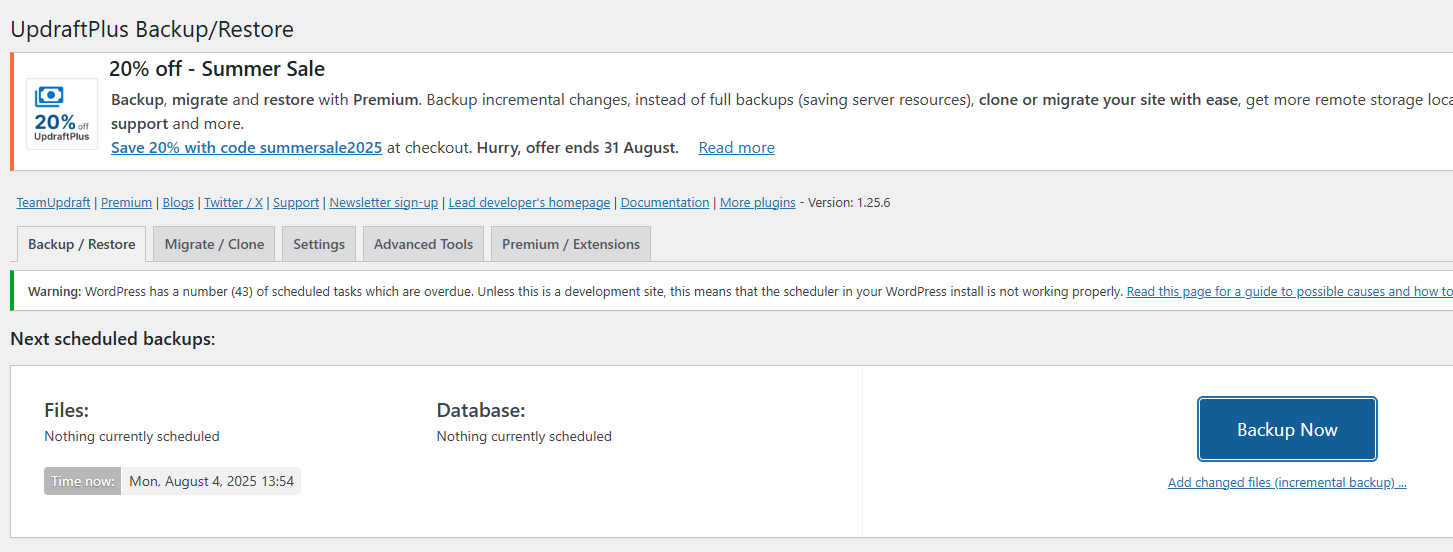 UpdraftPlus Backup/Restore
20% off - Summer Sale
Backup, migrate and restore with Premium. Backup incremental changes, instead of full backups (saving server resources), clone or migrate your site with ease, get more remote storage loca
support and more.
20% off
UpdraftPlus
Save 20% with code summersale2025 at checkout. Hurry, offer ends 31 August. Read more
TeamUpdraft | Premium | Blogs | Twitter / X | Support | Newsletter sign-up | Lead developer's homepage | Documentation | More plugins - Version: 1.25.6
Backup / Restore Migrate / Clone Settings Advanced Tools Premium / Extensions
Warning: WordPress has a number (43) of scheduled tasks which are overdue. Unless this is a development site, this means that the scheduler in your WordPress install is not working properly. Read this page for a guide to possible causes and how to
Next scheduled backups:
Files:
Nothing currently scheduled
Database:
Nothing currently scheduled
Time now: Mon, August 4, 2025 13:54
Backup Now
Add changed files (incremental backup) ...